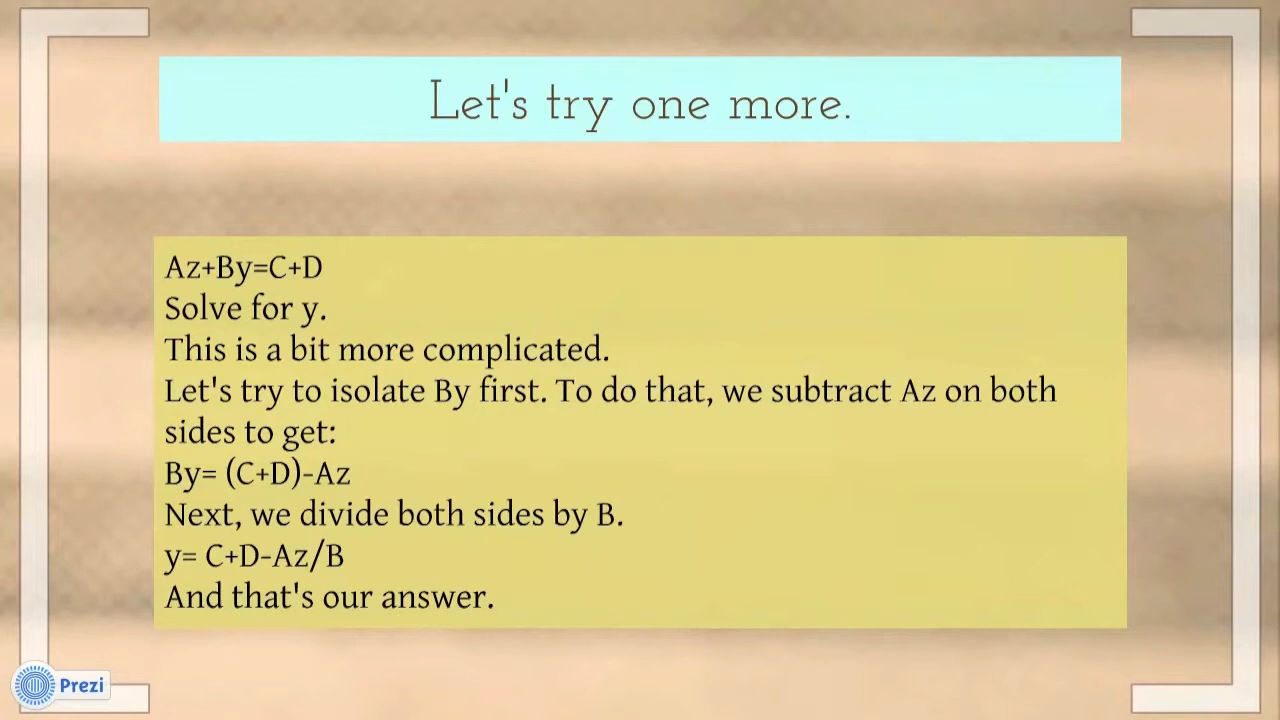 Let's try one more.
Az+By=C+D
Solve for y.
This is a bit more complicated.
Let's try to isolate By first. To do that, we subtract Az on both
sides to get:
By= (C+D)-Az
Next, we divide both sides by B.
y= C+D-Az/B
And that's our answer.
Prezi